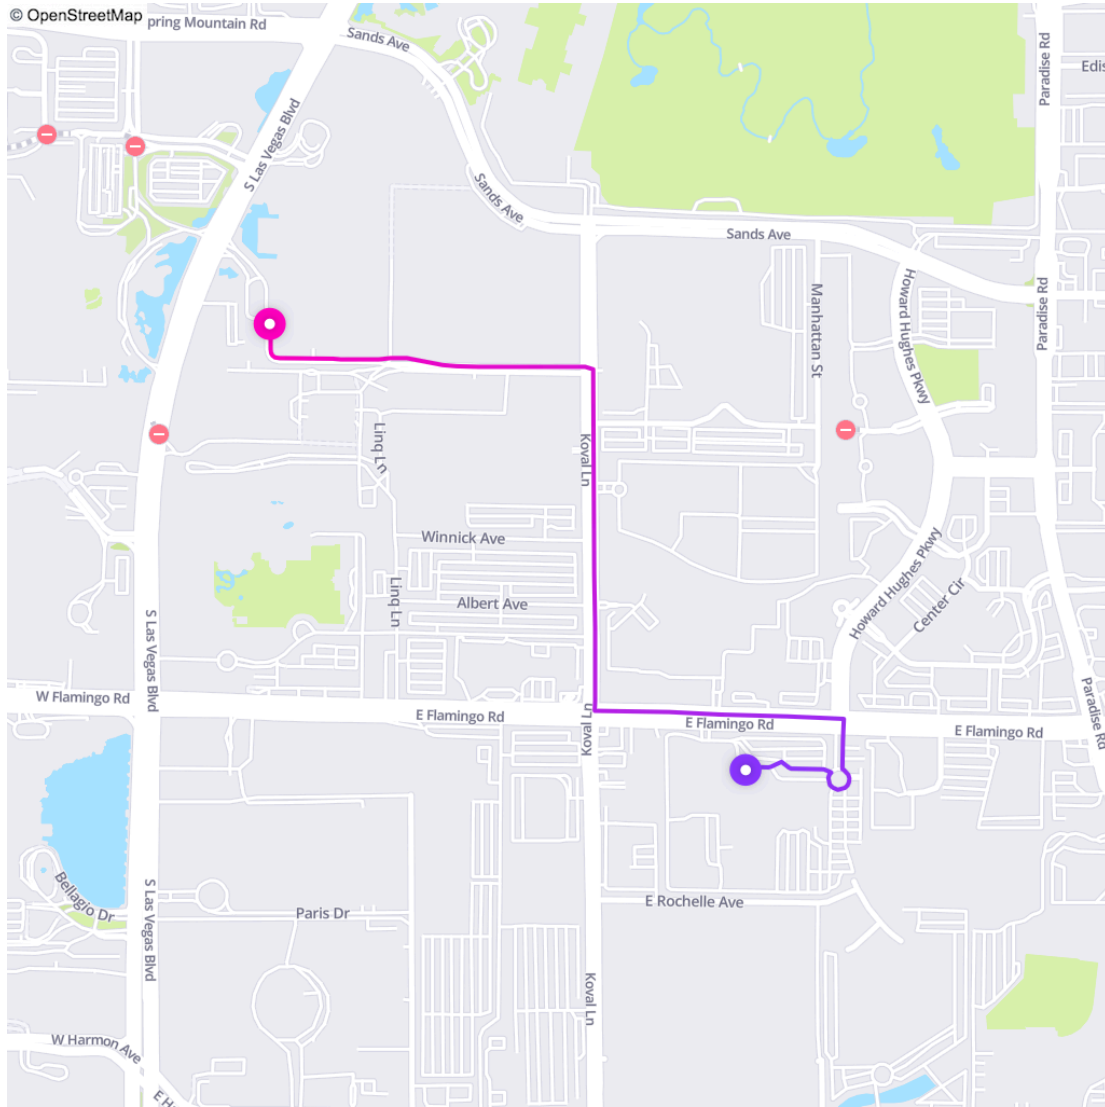 © OpenStreetMap
pring Mountain Rd
Sands Ave
Paradise Rd
Edis
S Las Vegas Blvd
Sands Ave
Sands Ave
Howard Hughes Pkwy
Manhattan St
Paradise Rd
Linq Ln
Koval Ln
Winnick Ave
Howard Hughes Pkwy
Linq Ln
Albert Ave
Center Cir
S Las Vegas Blvd
W Flamingo Rd
E Flamingo Rd
Koval Ln
E Flamingo Rd
E Flamingo Rd
Paradise Rd
Bellagio Dr
S Las Vegas Blvd
Paris Dr
E Rochelle Ave
Koval Ln
W Harmon Ave
E H